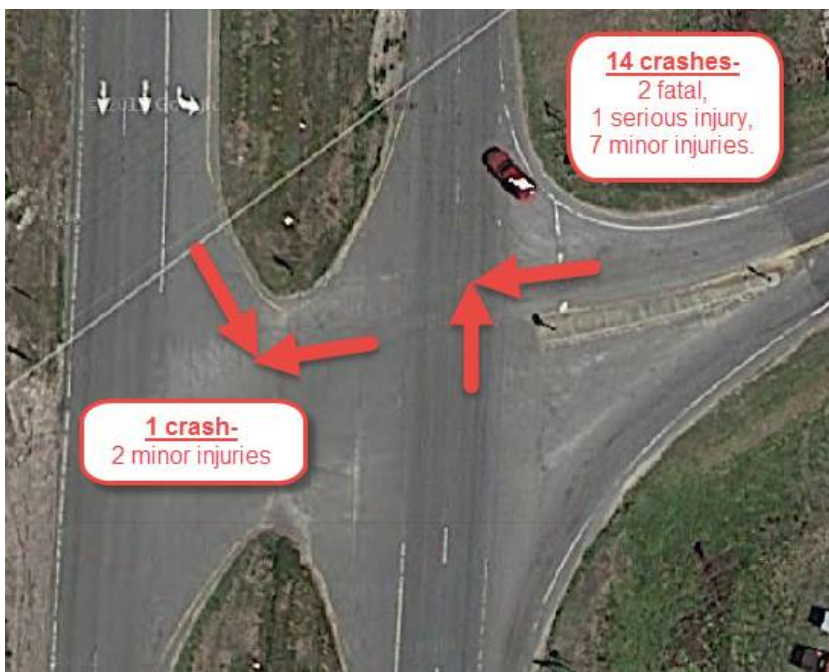 14 crashes-
2 fatal,
1 serious injury,
7 minor injuries.
1 crash-
2 minor injuries